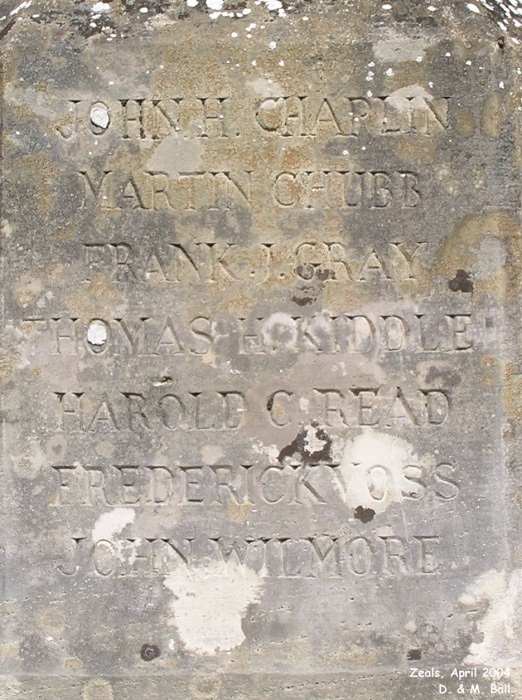 JOHN H. CHAPLIN
MARTIN CHUBB
FRANK J. GRAY
THOMAS H. KIDDLE
HAROLD C. READ
FREDERICK VOSS
JOHN WILMORE
Zeals, April 2004
D. & M. Ball